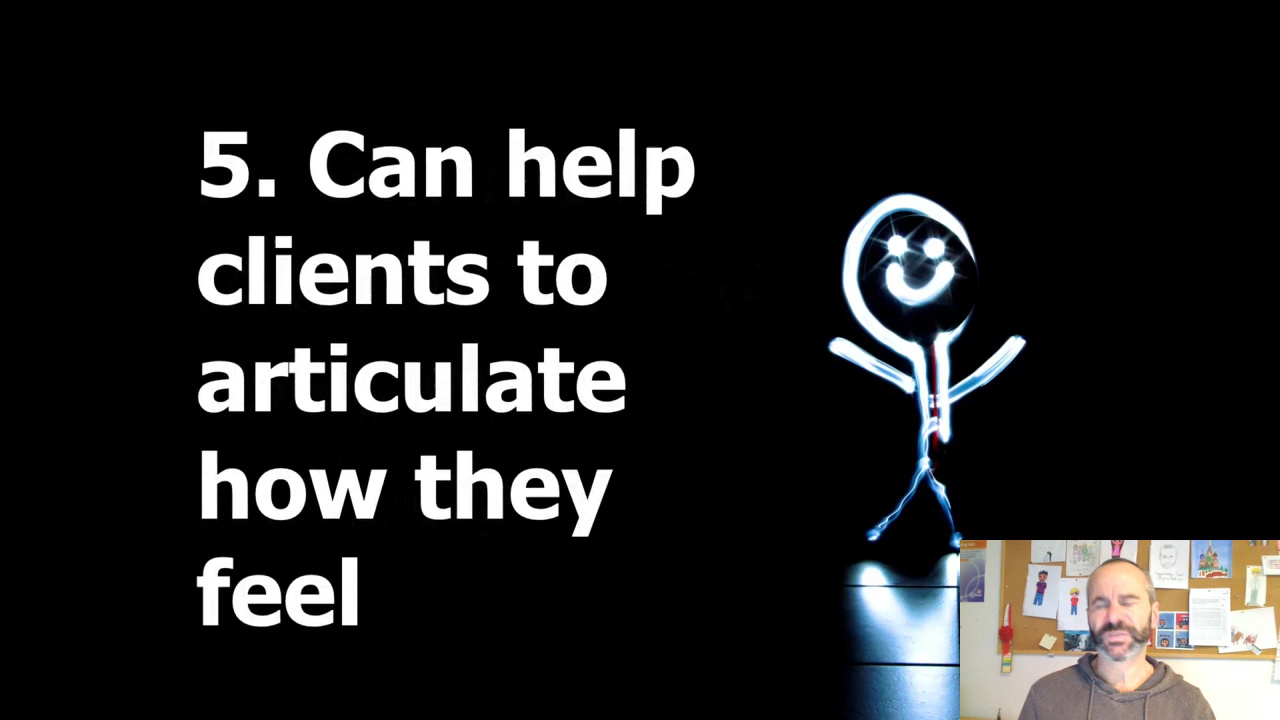 5. Can help
clients to
articulate
how they
feel